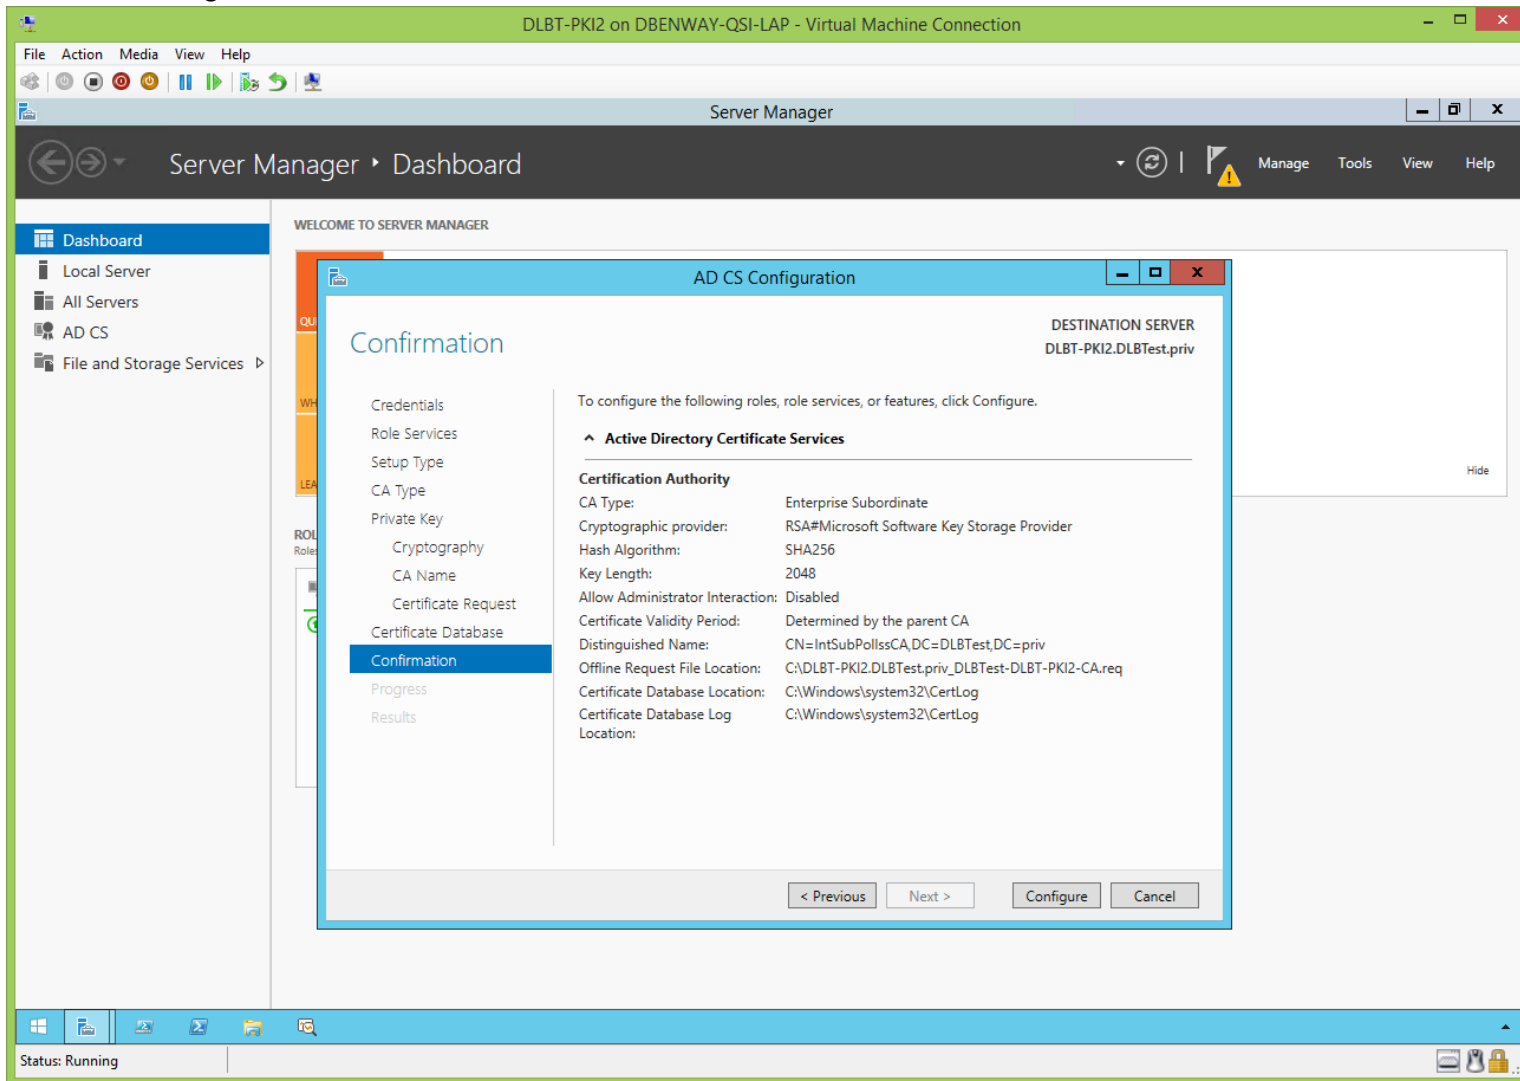 DLBT-PKI2 on DBENWAY-QSI-LAP - Virtual Machine Connection
File Action Media View Help
Server Manager
Server Manager ‣ Dashboard
Manage Tools View Help
Dashboard
Local Server
All Servers
AD CS
File and Storage Services
WELCOME TO SERVER MANAGER
QU
WH
LEA
Hide
ROL
Roles
AD CS Configuration
Confirmation
DESTINATION SERVER
DLBT-PKI2.DLBTest.priv
Credentials
Role Services
Setup Type
CA Type
Private Key
Cryptography
CA Name
Certificate Request
Certificate Database
Confirmation
Progress
Results
To configure the following roles, role services, or features, click Configure.
Active Directory Certificate Services
Certification Authority
CA Type: Enterprise Subordinate
Cryptographic provider: RSA#Microsoft Software Key Storage Provider
Hash Algorithm: SHA256
Key Length: 2048
Allow Administrator Interaction: Disabled
Certificate Validity Period: Determined by the parent CA
Distinguished Name: CN=IntSubPolIssCA,DC=DLBTest,DC=priv
Offline Request File Location: C:\DLBT-PKI2.DLBTest.priv_DLBTest-DLBT-PKI2-CA.req
Certificate Database Location: C:\Windows\system32\CertLog
Certificate Database Log C:\Windows\system32\CertLog
Location:
< Previous Next > Configure Cancel
Status: Running